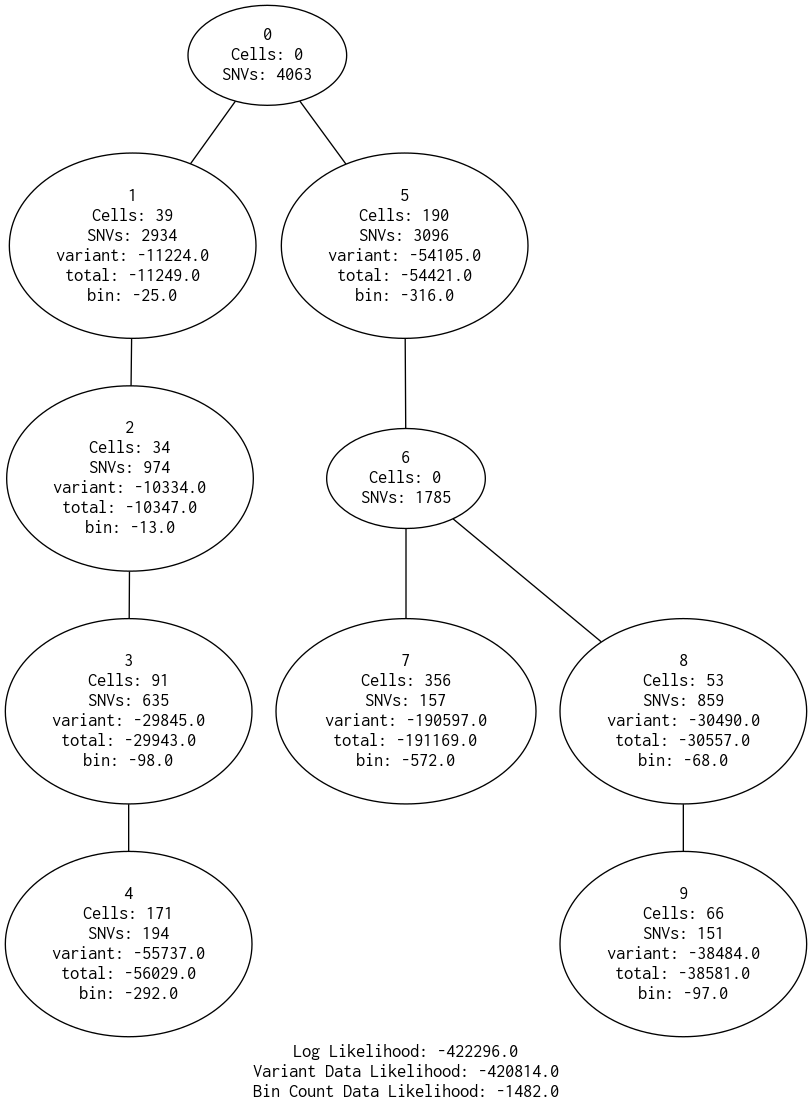 0
Cells: 0
SNVs: 4063
1
Cells: 39
SNVs: 2934
variant: -11224.0
total: -11249.0
bin: -25.0
5
Cells: 190
SNVs: 3096
variant: -54105.0
total: -54421.0
bin: -316.0
2
Cells: 34
SNVs: 974
variant: -10334.0
total: -10347.0
bin: -13.0
6
Cells: 0
SNVs: 1785
3
Cells: 91
SNVs: 635
variant: -29845.0
total: -29943.0
bin: -98.0
7
Cells: 356
SNVs: 157
variant: -190597.0
total: -191169.0
bin: -572.0
8
Cells: 53
SNVs: 859
variant: -30490.0
total: -30557.0
bin: -68.0
4
Cells: 171
SNVs: 194
variant: -55737.0
total: -56029.0
bin: -292.0
9
Cells: 66
SNVs: 151
variant: -38484.0
total: -38581.0
bin: -97.0
Log Likelihood: -422296.0
Variant Data Likelihood: -420814.0
Bin Count Data Likelihood: -1482.0